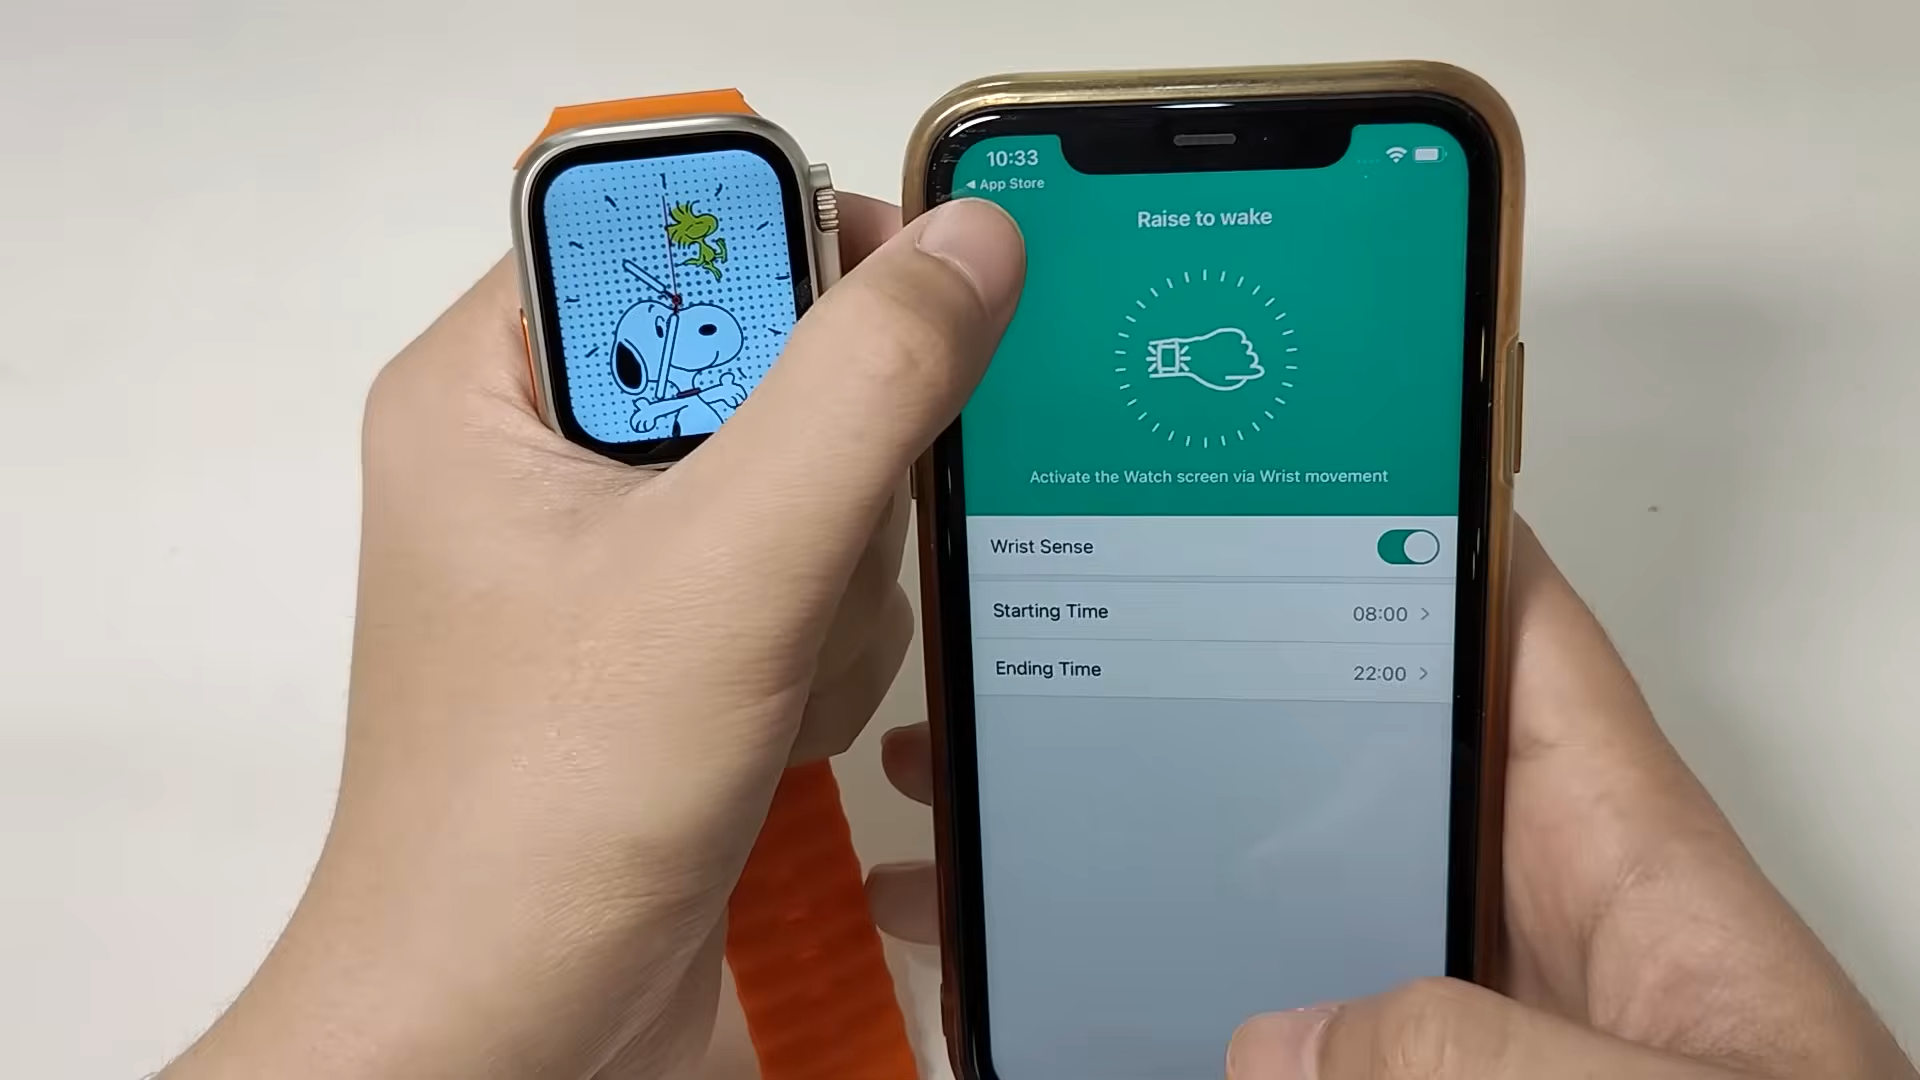 10:33
◀ App Store
Raise to wake
Activate the Watch screen via Wrist movement
Wrist Sense
Starting Time 08:00 >
Ending Time 22:00 >